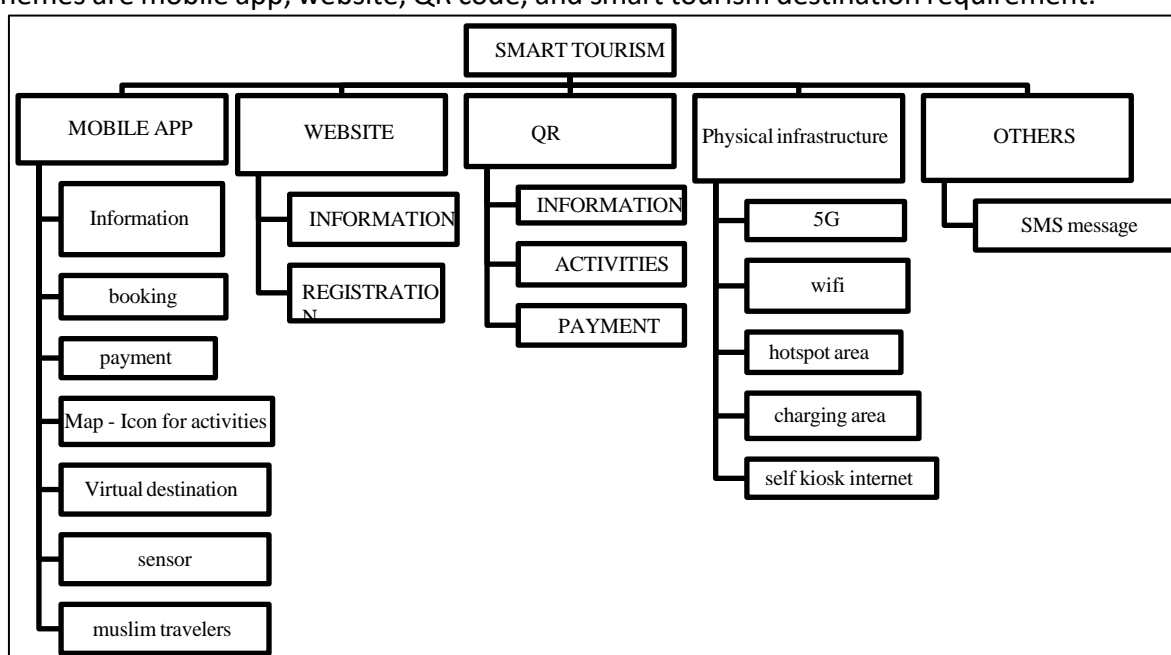 hemes are mobile app, website, QR code, and smart tourism destination requirement.
SMART TOURISM
MOBILE APP
Information
booking
payment
Map - Icon for activities
Virtual destination
sensor
muslim travelers
WEBSITE
INFORMATION
REGISTRATIO
N
QR
INFORMATION
ACTIVITIES
PAYMENT
Physical infrastructure
5G
wifi
hotspot area
charging area
self kiosk internet
OTHERS
SMS message